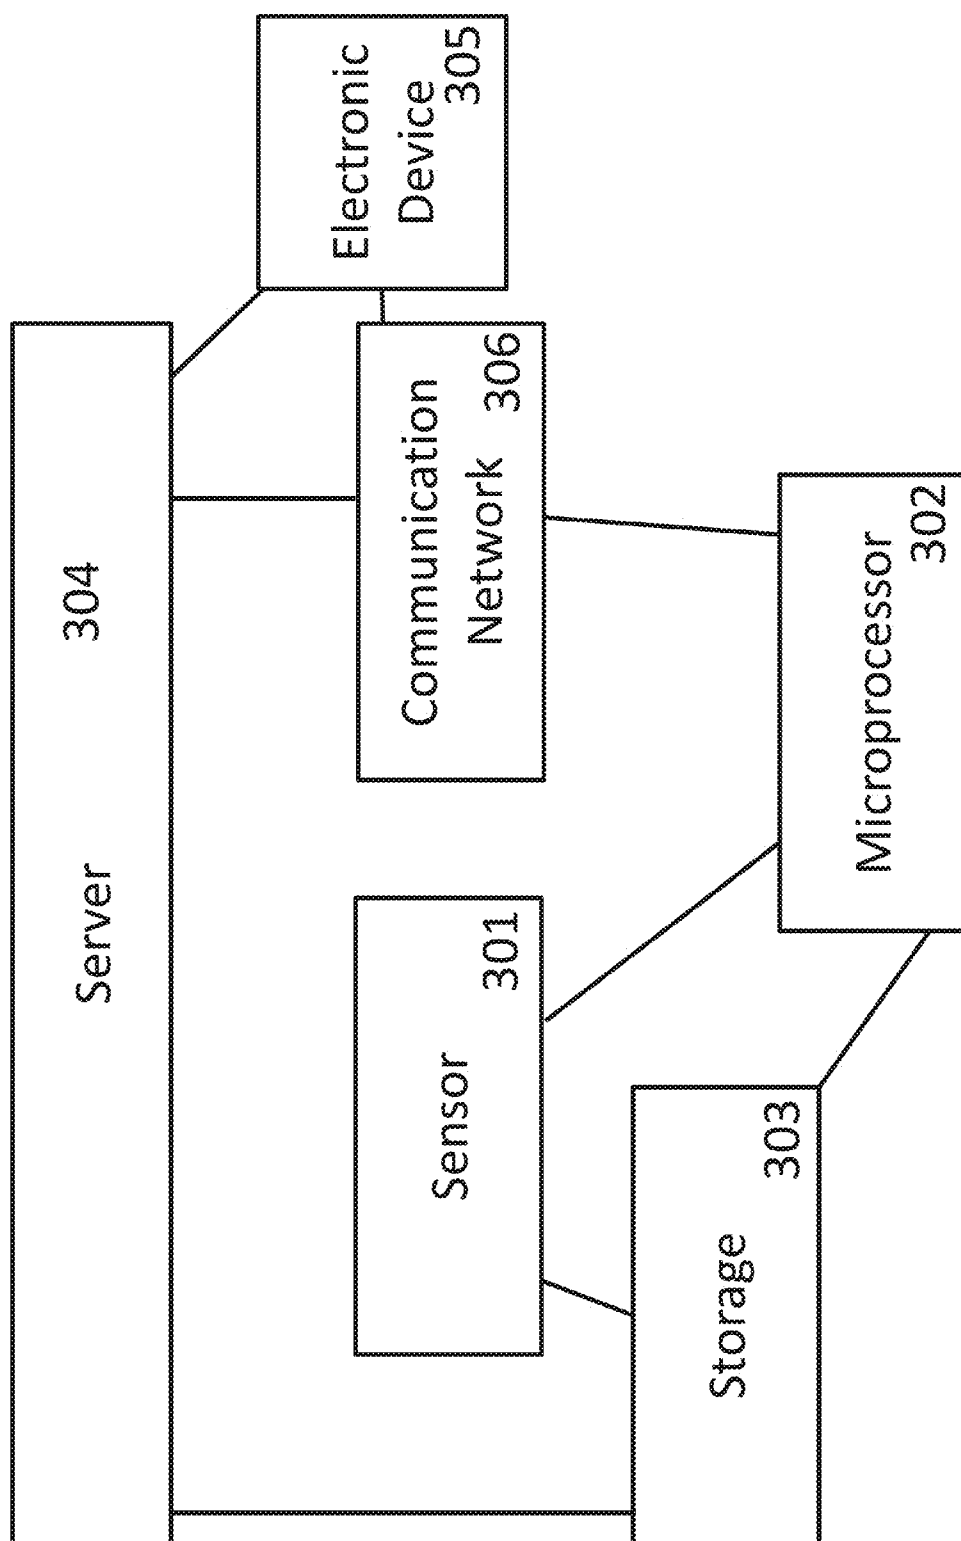 Server 304
Electronic
Device
305
Communication
Network 306
Sensor
301
Storage
303
Microprocessor
302